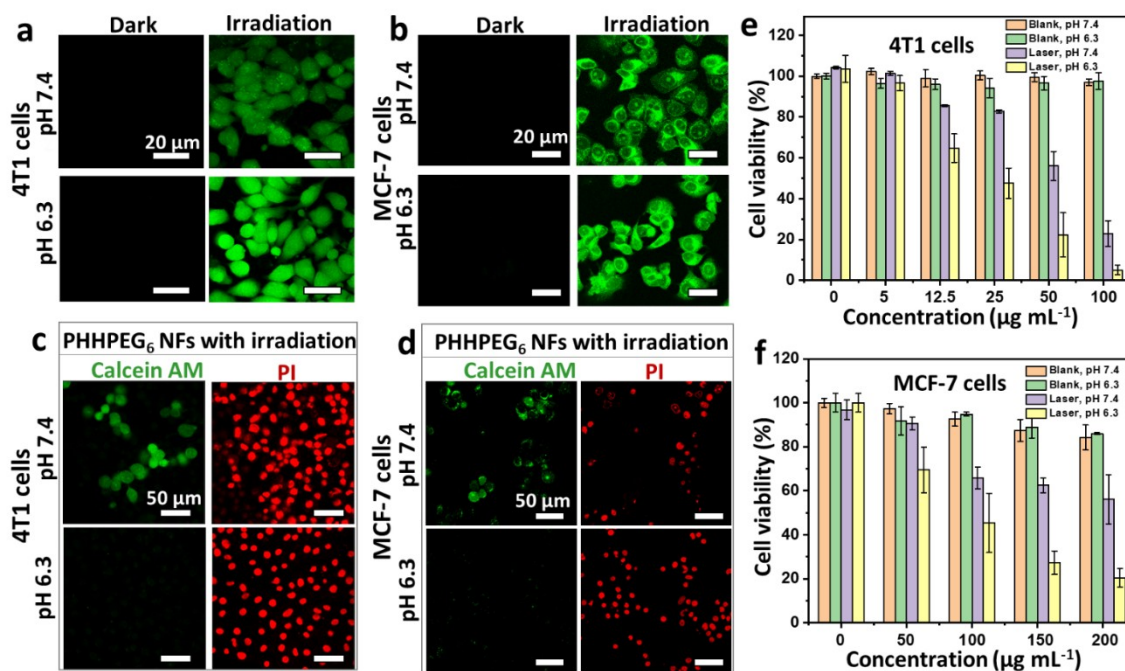 a
Dark
Irradiation
4T1 cells
pH 7.4
20 μm
pH 6.3
b
Dark
Irradiation
MCF-7 cells
pH 7.4
20 μm
pH 6.3
c
PHHPEG₆ NFs with irradiation
Calcein AM
PI
4T1 cells
pH 7.4
50 μm
pH 6.3
d
PHHPEG₆ NFs with irradiation
Calcein AM
PI
MCF-7 cells
pH 7.4
50 μm
pH 6.3
e
4T1 cells
Blank, pH 7.4
Blank, pH 6.3
Laser, pH 7.4
Laser, pH 6.3
Cell viability (%)
120
100
80
60
40
20
0
0 5 12.5 25 50 100
Concentration (μg mL⁻¹)
f
MCF-7 cells
Blank, pH 7.4
Blank, pH 6.3
Laser, pH 7.4
Laser, pH 6.3
Cell viability (%)
120
100
80
60
40
20
0
0 50 100 150 200
Concentration (μg mL⁻¹)